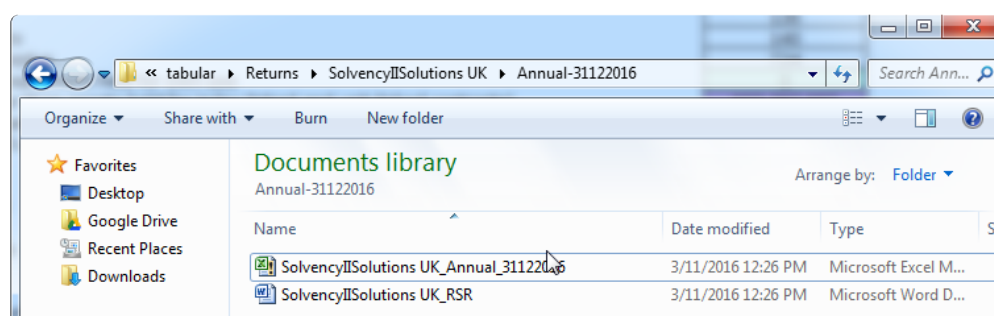 « tabular ▸ Returns ▸ SolvencyIISolutions UK ▸ Annual-31122016
Search Ann...
Organize ▾ Share with ▾ Burn New folder
Favorites
Desktop
Google Drive
Recent Places
Downloads
Documents library
Annual-31122016
Arrange by: Folder ▾
Name Date modified Type S
SolvencyIISolutions UK_Annual_31122016 3/11/2016 12:26 PM Microsoft Excel M...
SolvencyIISolutions UK_RSR 3/11/2016 12:26 PM Microsoft Word D...